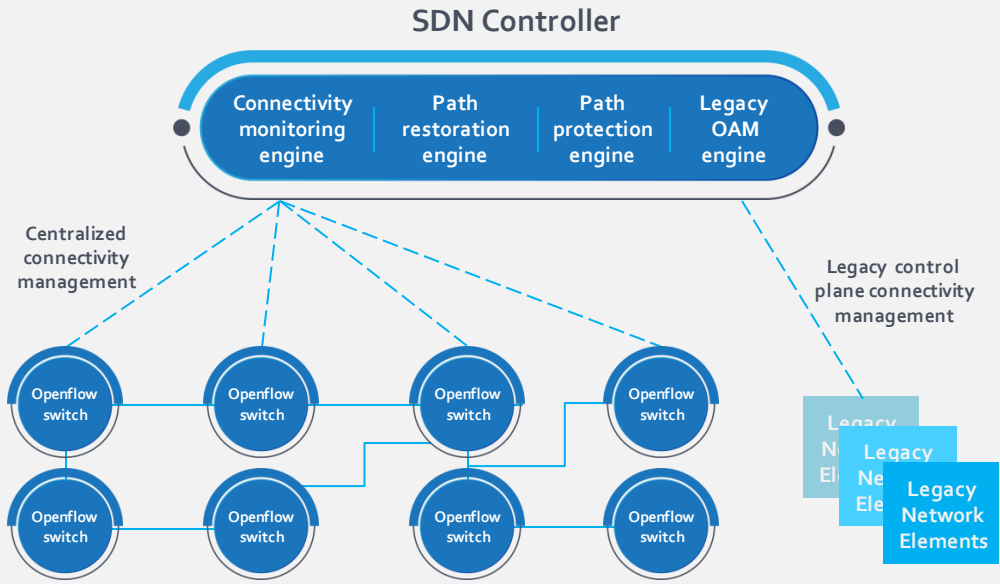 SDN Controller
Connectivity
monitoring
engine
Path
restoration
engine
Path
protection
engine
Legacy
OAM
engine
Centralized
connectivity
management
Legacy control
plane connectivity
management
Openflow
switch
Openflow
switch
Openflow
switch
Openflow
switch
Openflow
switch
Openflow
switch
Openflow
switch
Openflow
switch
Legacy
Legacy
Legacy
Network
Elements